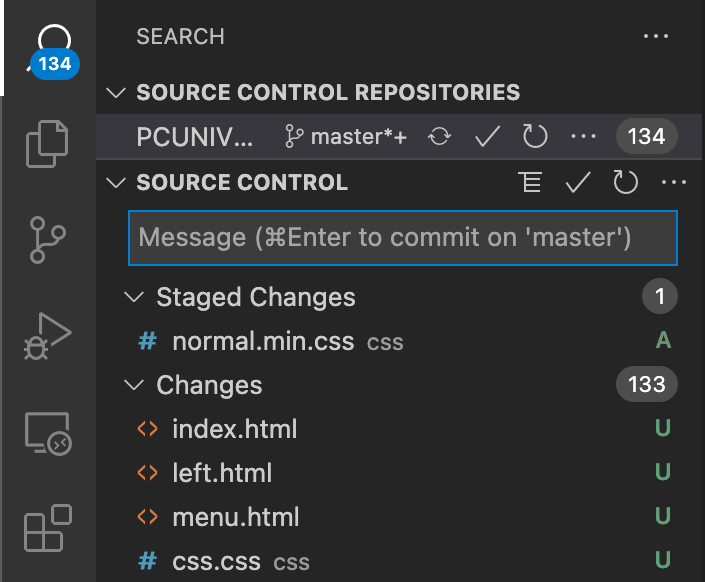 SEARCH
134
SOURCE CONTROL REPOSITORIES
PCUNIV... master*+ 134
SOURCE CONTROL
Message (⌘Enter to commit on 'master')
Staged Changes 1
# normal.min.css css A
Changes 133
<> index.html U
<> left.html U
<> menu.html U
# css.css css U